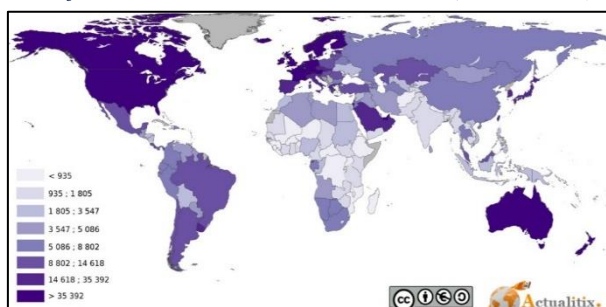 < 935
935 ; 1 805
1 805 ; 3 547
3 547 ; 5 086
5 086 ; 8 802
8 802 ; 14 618
14 618 ; 35 392
> 35 392
cc
Actualitix